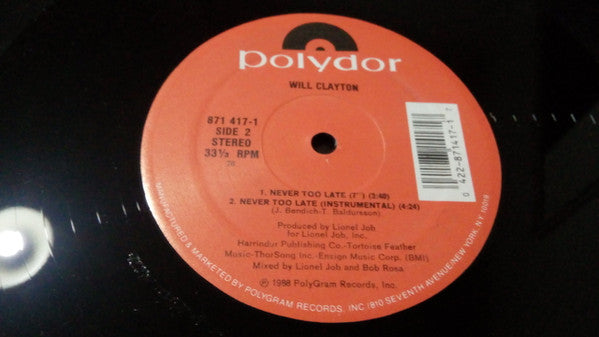 polydor
WILL CLAYTON
871 417-1
SIDE 2
STEREO
33⅓ RPM
76
0 422-871417-1 7
1. NEVER TOO LATE (7") (3:40)
2. NEVER TOO LATE (INSTRUMENTAL) (4:24)
(J. Bendich-T. Baldursson)
Produced by Lionel Job
for Lionel Job, Inc.
Harrindur Publishing Co.-Tortoise Feather
Music-ThorSong Inc.-Ensign Music Corp. (BMI)
Mixed by Lionel Job and Bob Rosa
℗ 1988 PolyGram Records, Inc.
MANUFACTURED & MARKETED BY POLYGRAM RECORDS, INC. (810 SEVENTH AVENUE/NEW YORK, N.Y. 10019